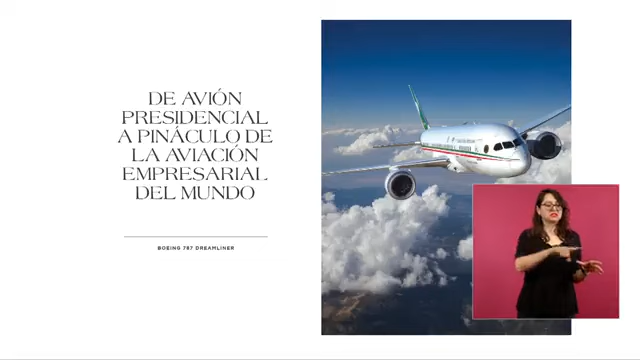 DE AVIÓN
PRESIDENCIAL
A PINÁCULO DE
LA AVIACIÓN
EMPRESARIAL
DEL MUNDO
BOEING 787 DREAMLINER